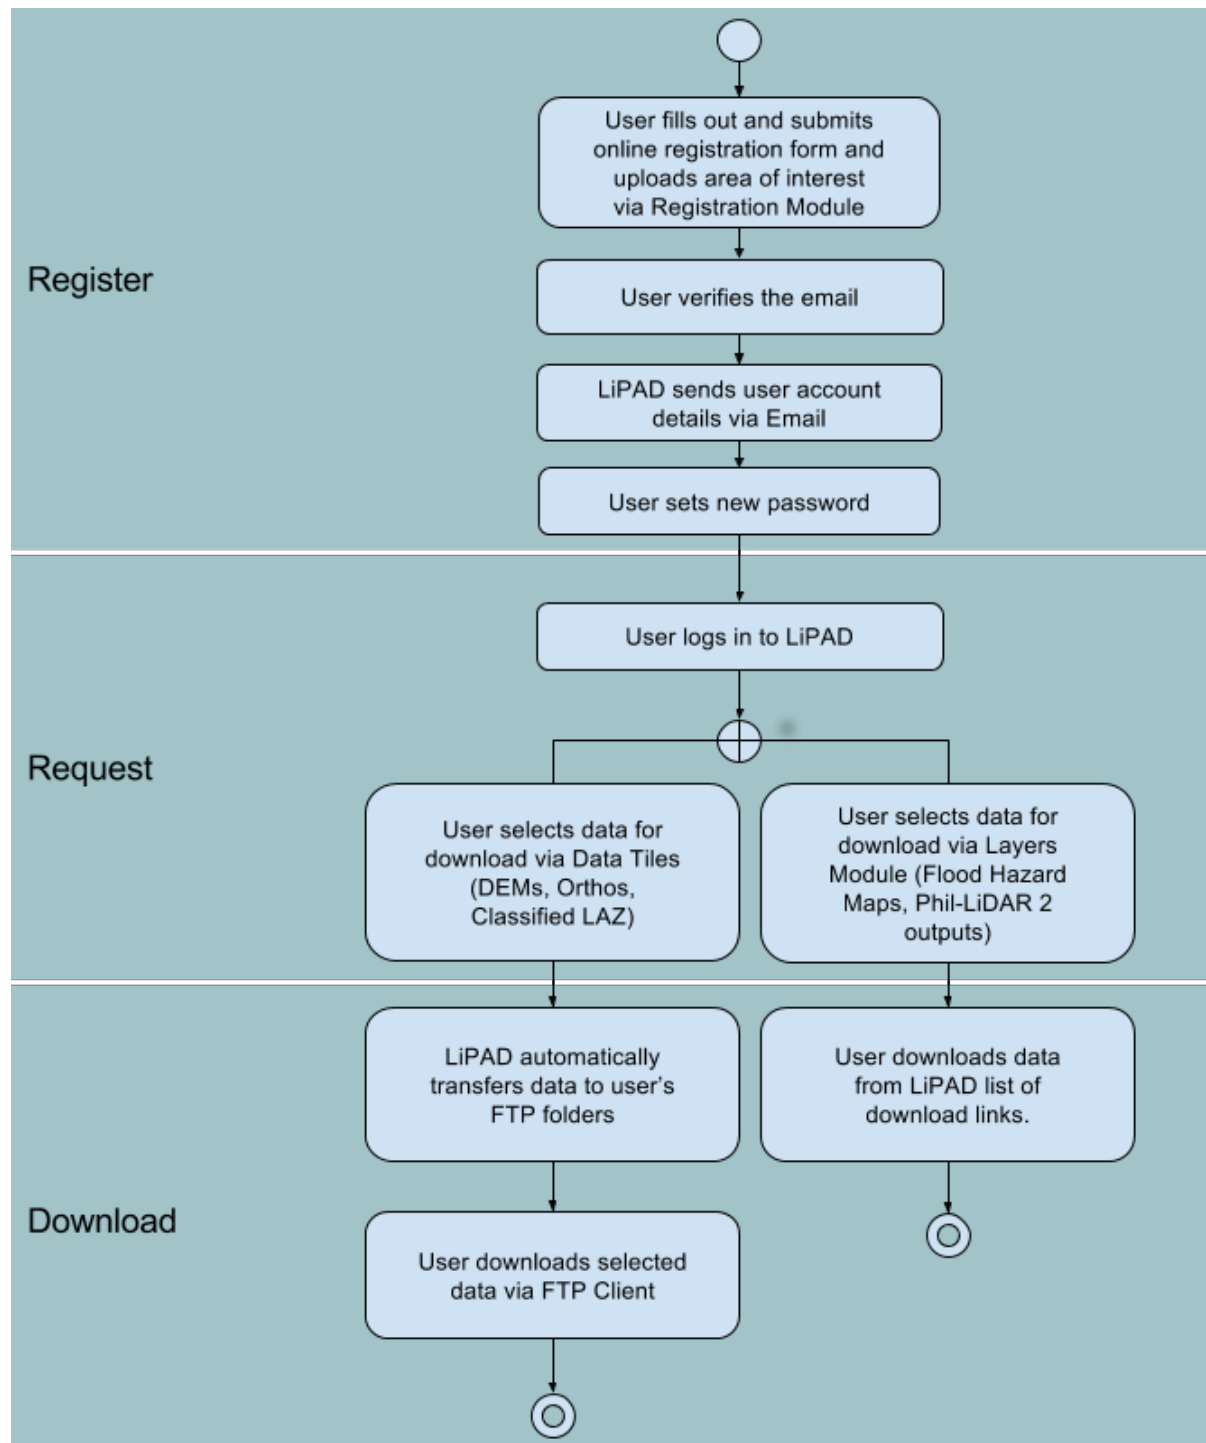 User fills out and submits
online registration form and
uploads area of interest
via Registration Module
Register
User verifies the email
LiPAD sends user account
details via Email
User sets new password
User logs in to LiPAD
Request
User selects data for
download via Data Tiles
(DEMs, Orthos,
Classified LAZ)
User selects data for
download via Layers
Module (Flood Hazard
Maps, Phil-LiDAR 2
outputs)
LiPAD automatically
transfers data to user’s
FTP folders
User downloads data
from LiPAD list of
download links.
Download
User downloads selected
data via FTP Client